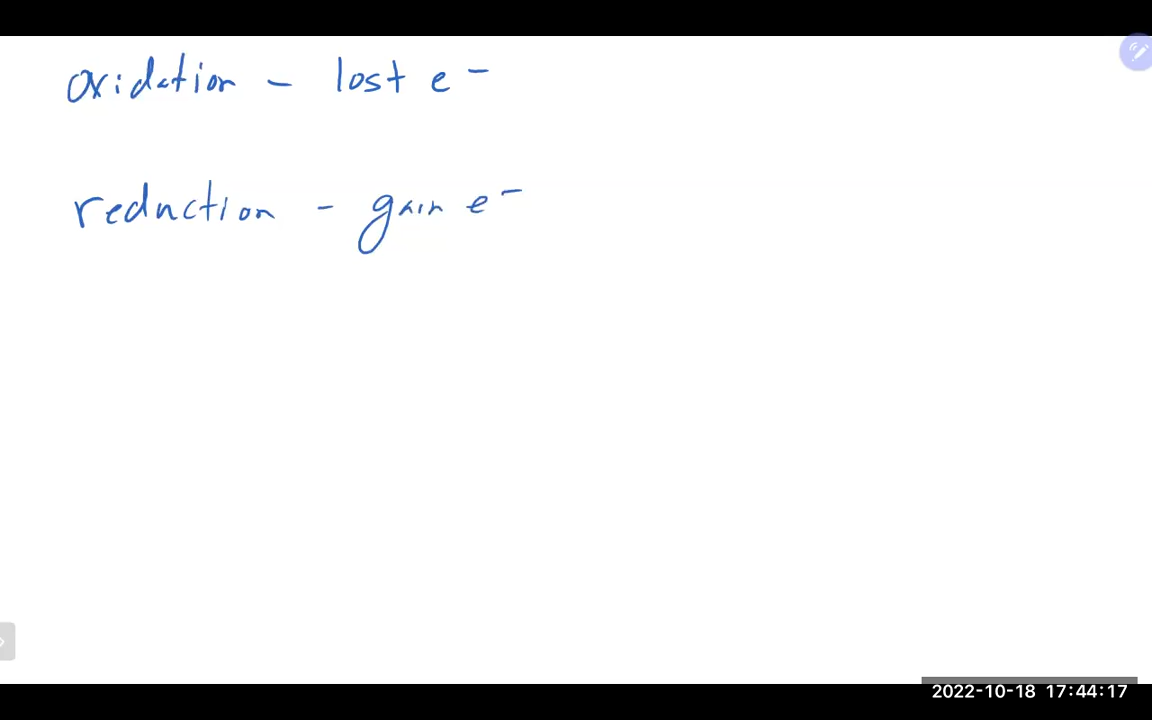 oxidation - lost e⁻
reduction - gain e⁻
2022-10-18 17:44:17